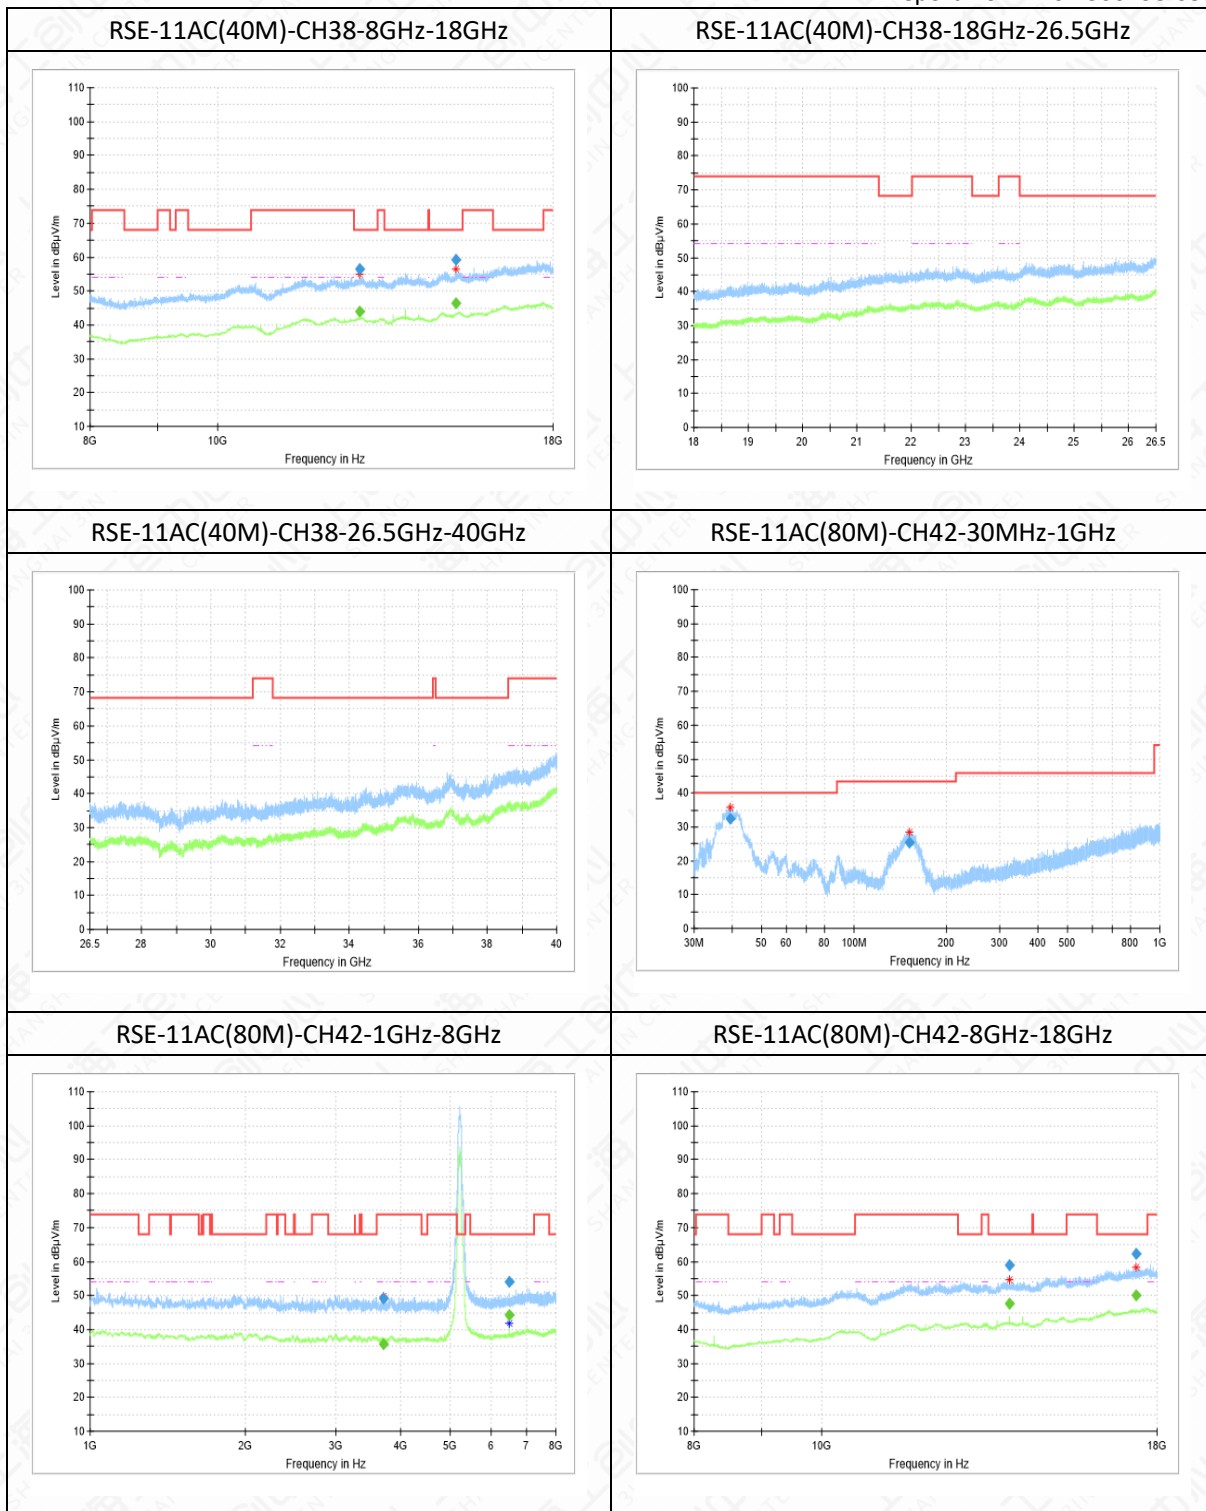 RSE-11AC(40M)-CH38-8GHz-18GHz
RSE-11AC(40M)-CH38-18GHz-26.5GHz
Level in dBµV/m
110
100
90
80
70
60
50
40
30
20
10
8G
10G
18G
Frequency in Hz
Level in dBµV/m
100
90
80
70
60
50
40
30
20
10
0
18
19
20
21
22
23
24
25
26
26.5
Frequency in GHz
RSE-11AC(40M)-CH38-26.5GHz-40GHz
RSE-11AC(80M)-CH42-30MHz-1GHz
Level in dBµV/m
100
90
80
70
60
50
40
30
20
10
0
26.5
28
30
32
34
36
38
40
Frequency in GHz
Level in dBµV/m
100
90
80
70
60
50
40
30
20
10
0
30M
50
60
80
100M
200
300
400
500
800
1G
Frequency in Hz
RSE-11AC(80M)-CH42-1GHz-8GHz
RSE-11AC(80M)-CH42-8GHz-18GHz
Level in dBµV/m
110
100
90
80
70
60
50
40
30
20
10
1G
2G
3G
4G
5G
6
7
8G
Frequency in Hz
Level in dBµV/m
110
100
90
80
70
60
50
40
30
20
10
8G
10G
18G
Frequency in Hz